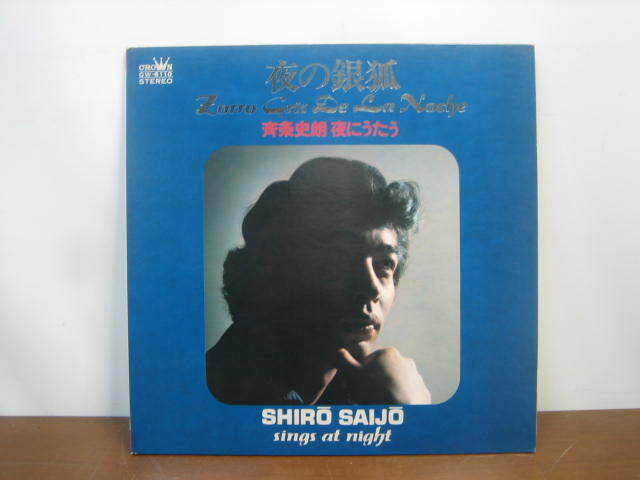 CROWN
GW-5110
STEREO
夜の銀狐
Zorro Gris De La Noche
斉条史朗 夜にうたう
SHIRŌ SAIJŌ
sings at night